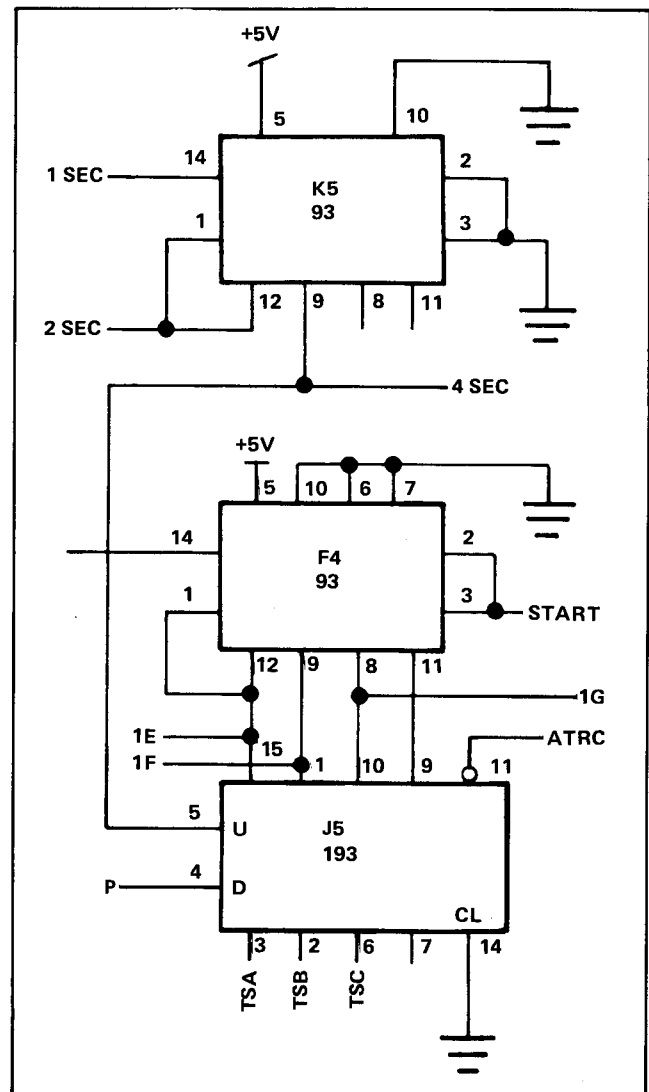 +5V
5 10
14 2
1 SEC
K5
93
1 3
12 9 8 11
2 SEC
4 SEC
+5V
5 10 6 7
14 2
F4
93
1 3
START
12 9 8 11
1G
1E
ATRC
15
1F
1 10 9 11
5 U
J5
193
4
P D
CL
3 2 6 7 14
TSA TSB TSC